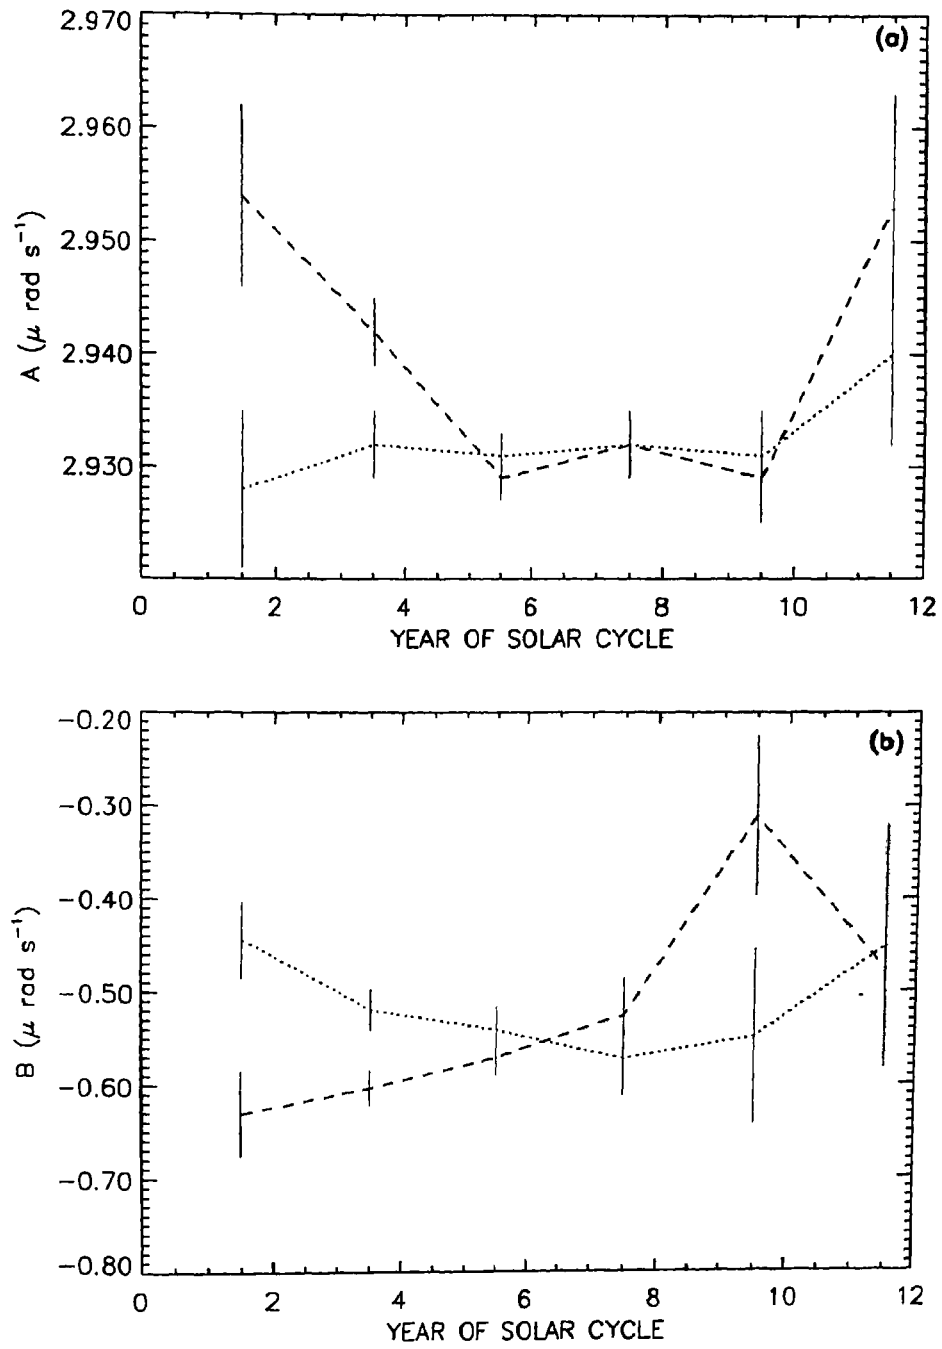 (a)
2.970
2.960
2.950
2.940
2.930
A (μ rad s⁻¹)
0 2 4 6 8 10 12
YEAR OF SOLAR CYCLE
(b)
−0.20
−0.30
−0.40
−0.50
−0.60
−0.70
−0.80
B (μ rad s⁻¹)
0 2 4 6 8 10 12
YEAR OF SOLAR CYCLE